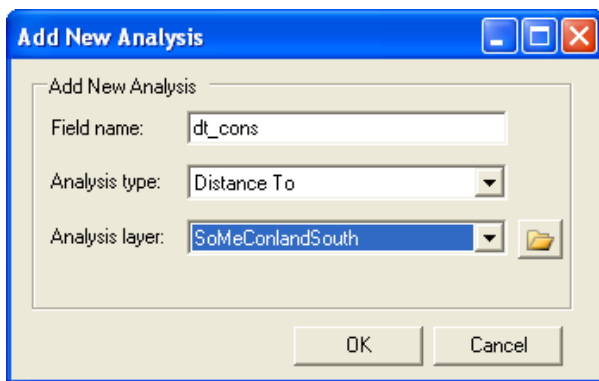 Add New Analysis
Add New Analysis
Field name: dt_cons
Analysis type: Distance To
Analysis layer: SoMeConlandSouth
OK Cancel